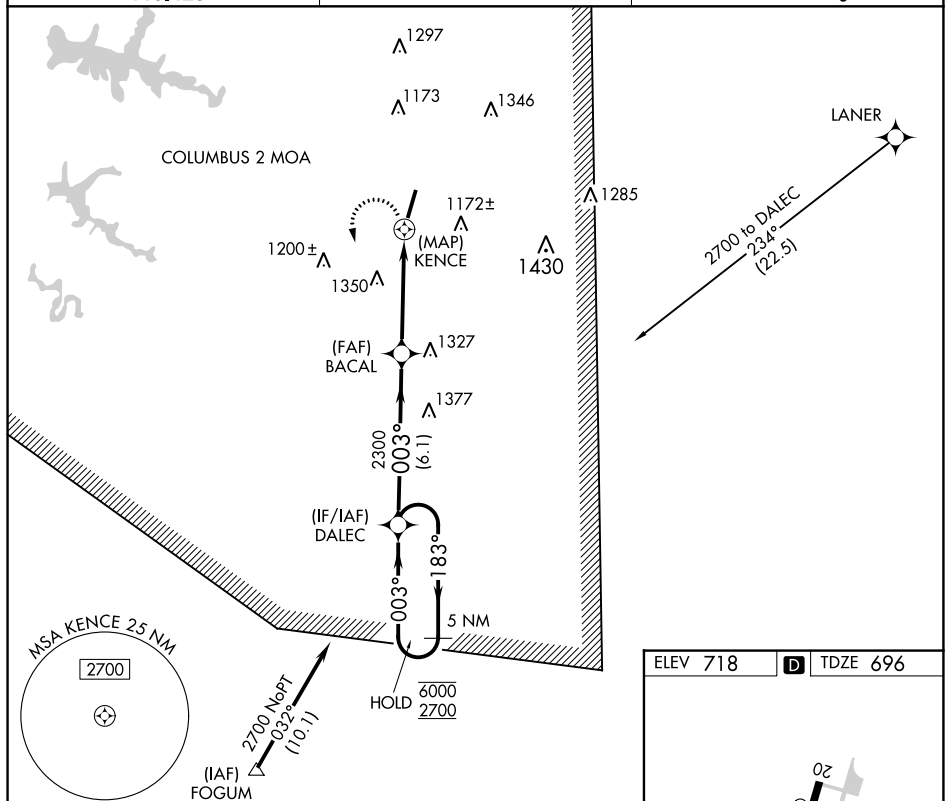 1297
1173
1346
LANER
COLUMBUS 2 MOA
1285
1172±
2700 to DALEC
234°
(22.5)
(MAP)
KENCE
1200±
1430
1350
(FAF)
BACAL
1327
1377
2300
003°
(6.1)
(IF/IAF)
DALEC
183°
003°
5 NM
MSA KENCE 25 NM
2700
HOLD
6000
2700
2700 NoPT
032°
(10.1)
(IAF)
FOGUM
ELEV 718
D
TDZE 696
20